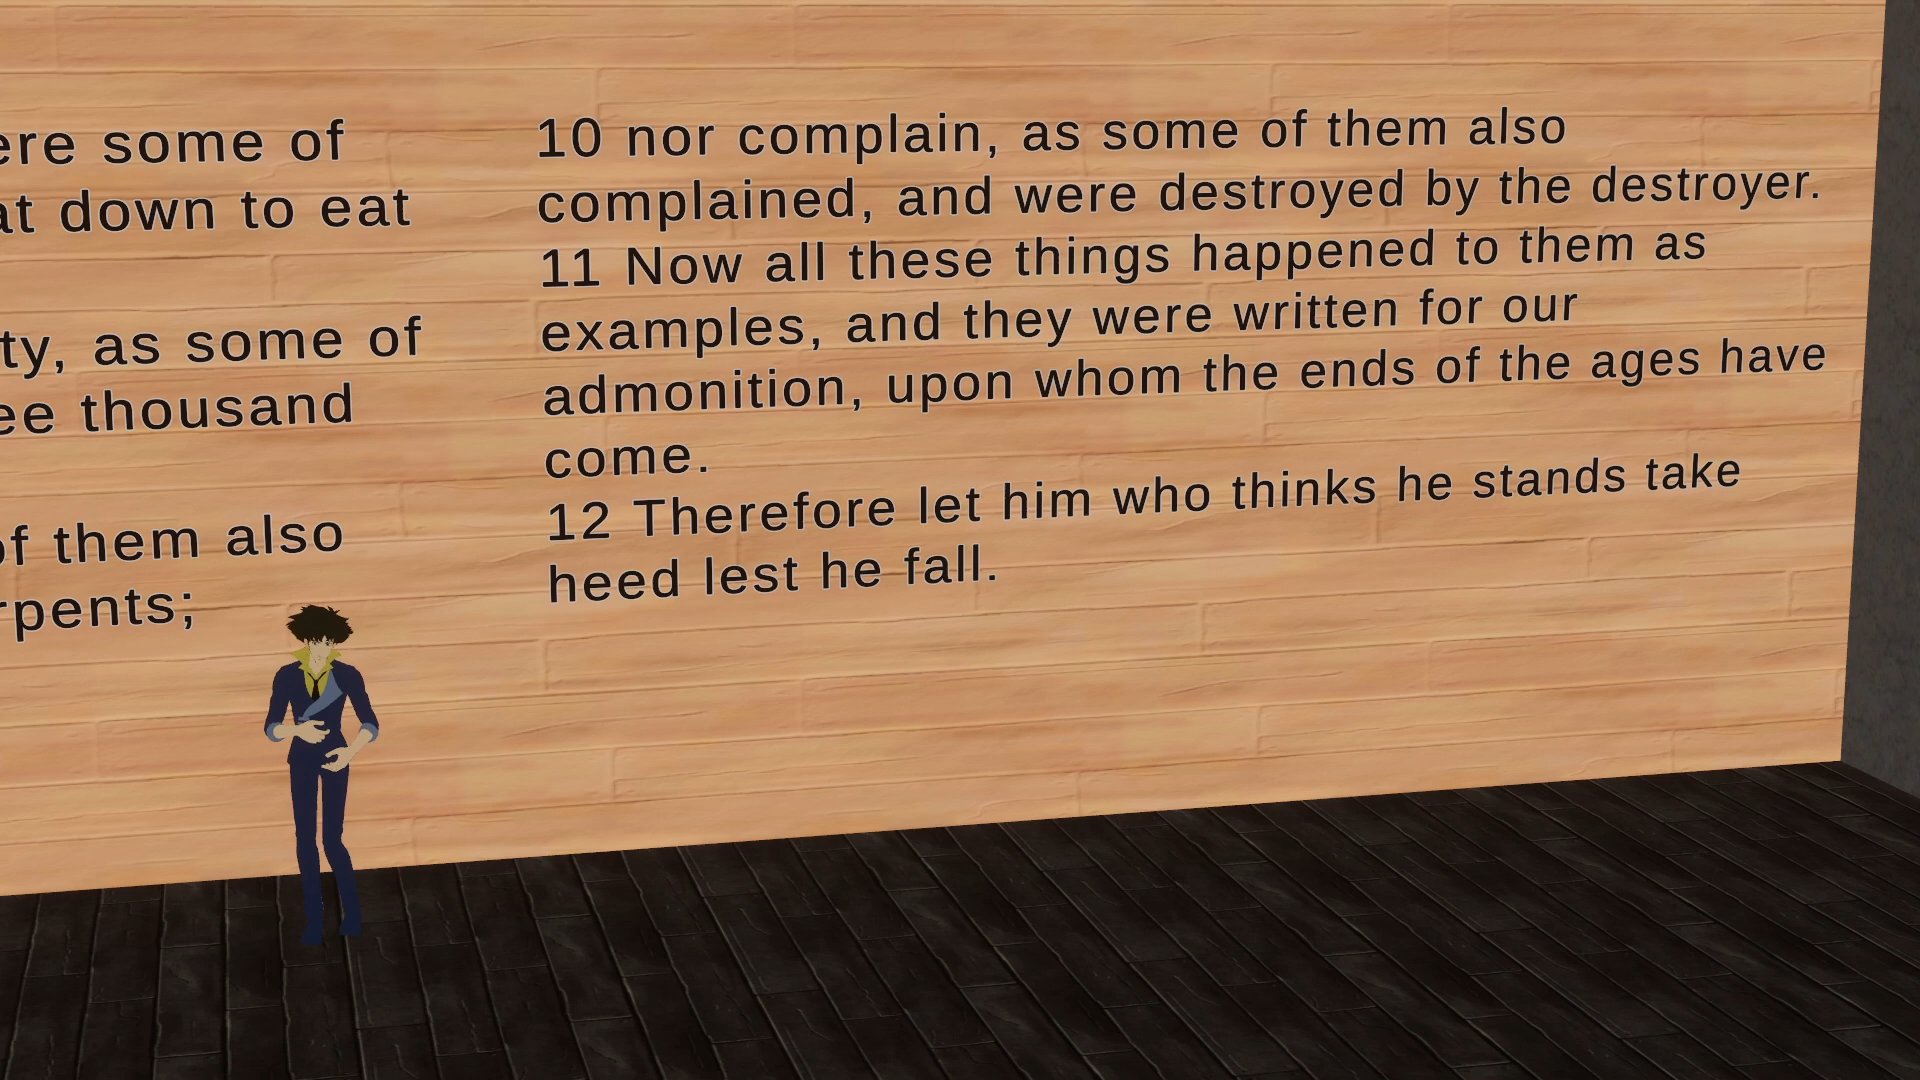 ere some of
at down to eat
ty, as some of
ee thousand
of them also
rpents;
10 nor complain, as some of them also
complained, and were destroyed by the destroyer.
11 Now all these things happened to them as
examples, and they were written for our
admonition, upon whom the ends of the ages have
come.
12 Therefore let him who thinks he stands take
heed lest he fall.